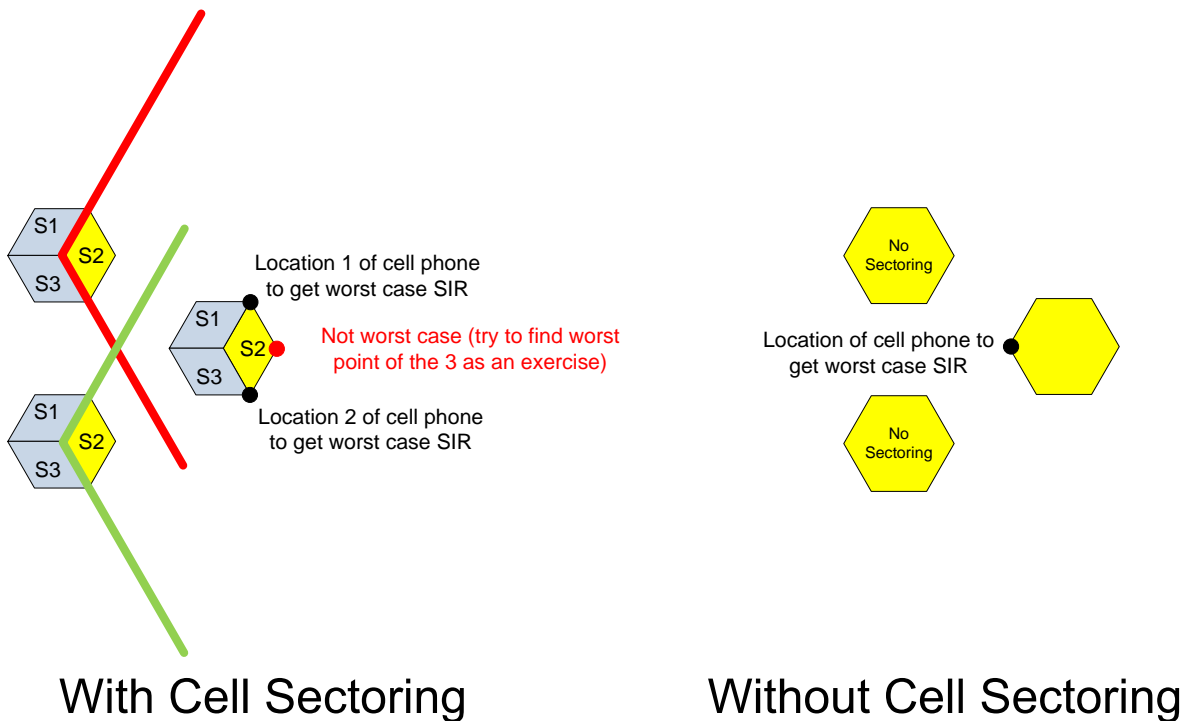 S1
S2
S3
S1
S2
S3
Location 1 of cell phone
to get worst case SIR
S1
S2
S3
Not worst case (try to find worst
point of the 3 as an exercise)
Location 2 of cell phone
to get worst case SIR
With Cell Sectoring
No
Sectoring
Location of cell phone to
get worst case SIR
No
Sectoring
Without Cell Sectoring